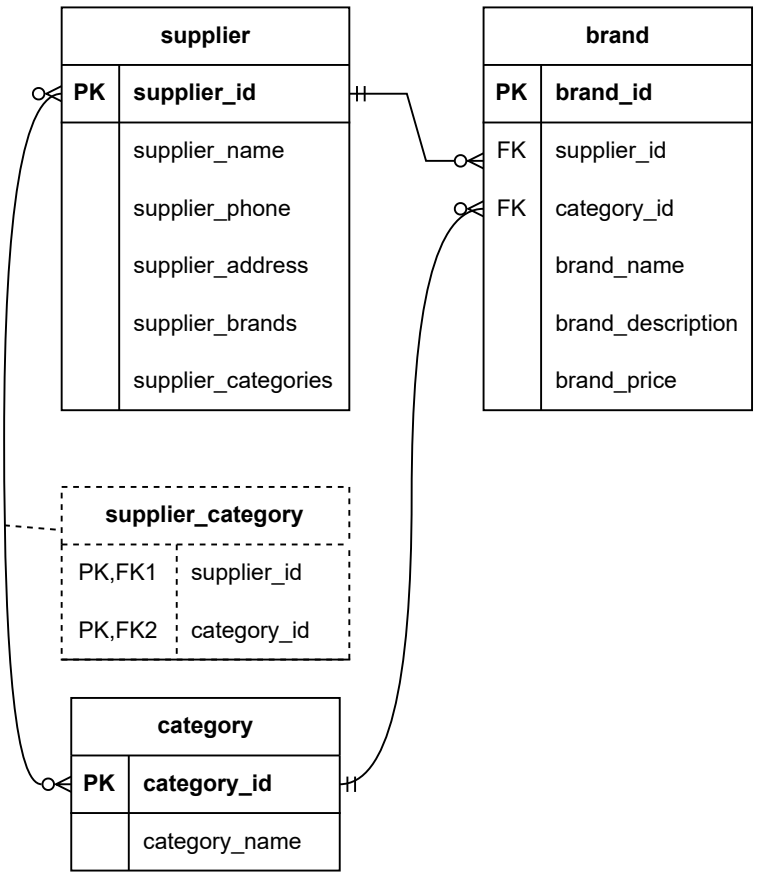 supplier
PK supplier_id
supplier_name
supplier_phone
supplier_address
supplier_brands
supplier_categories
brand
PK brand_id
FK supplier_id
FK category_id
brand_name
brand_description
brand_price
supplier_category
PK,FK1 supplier_id
PK,FK2 category_id
category
PK category_id
category_name